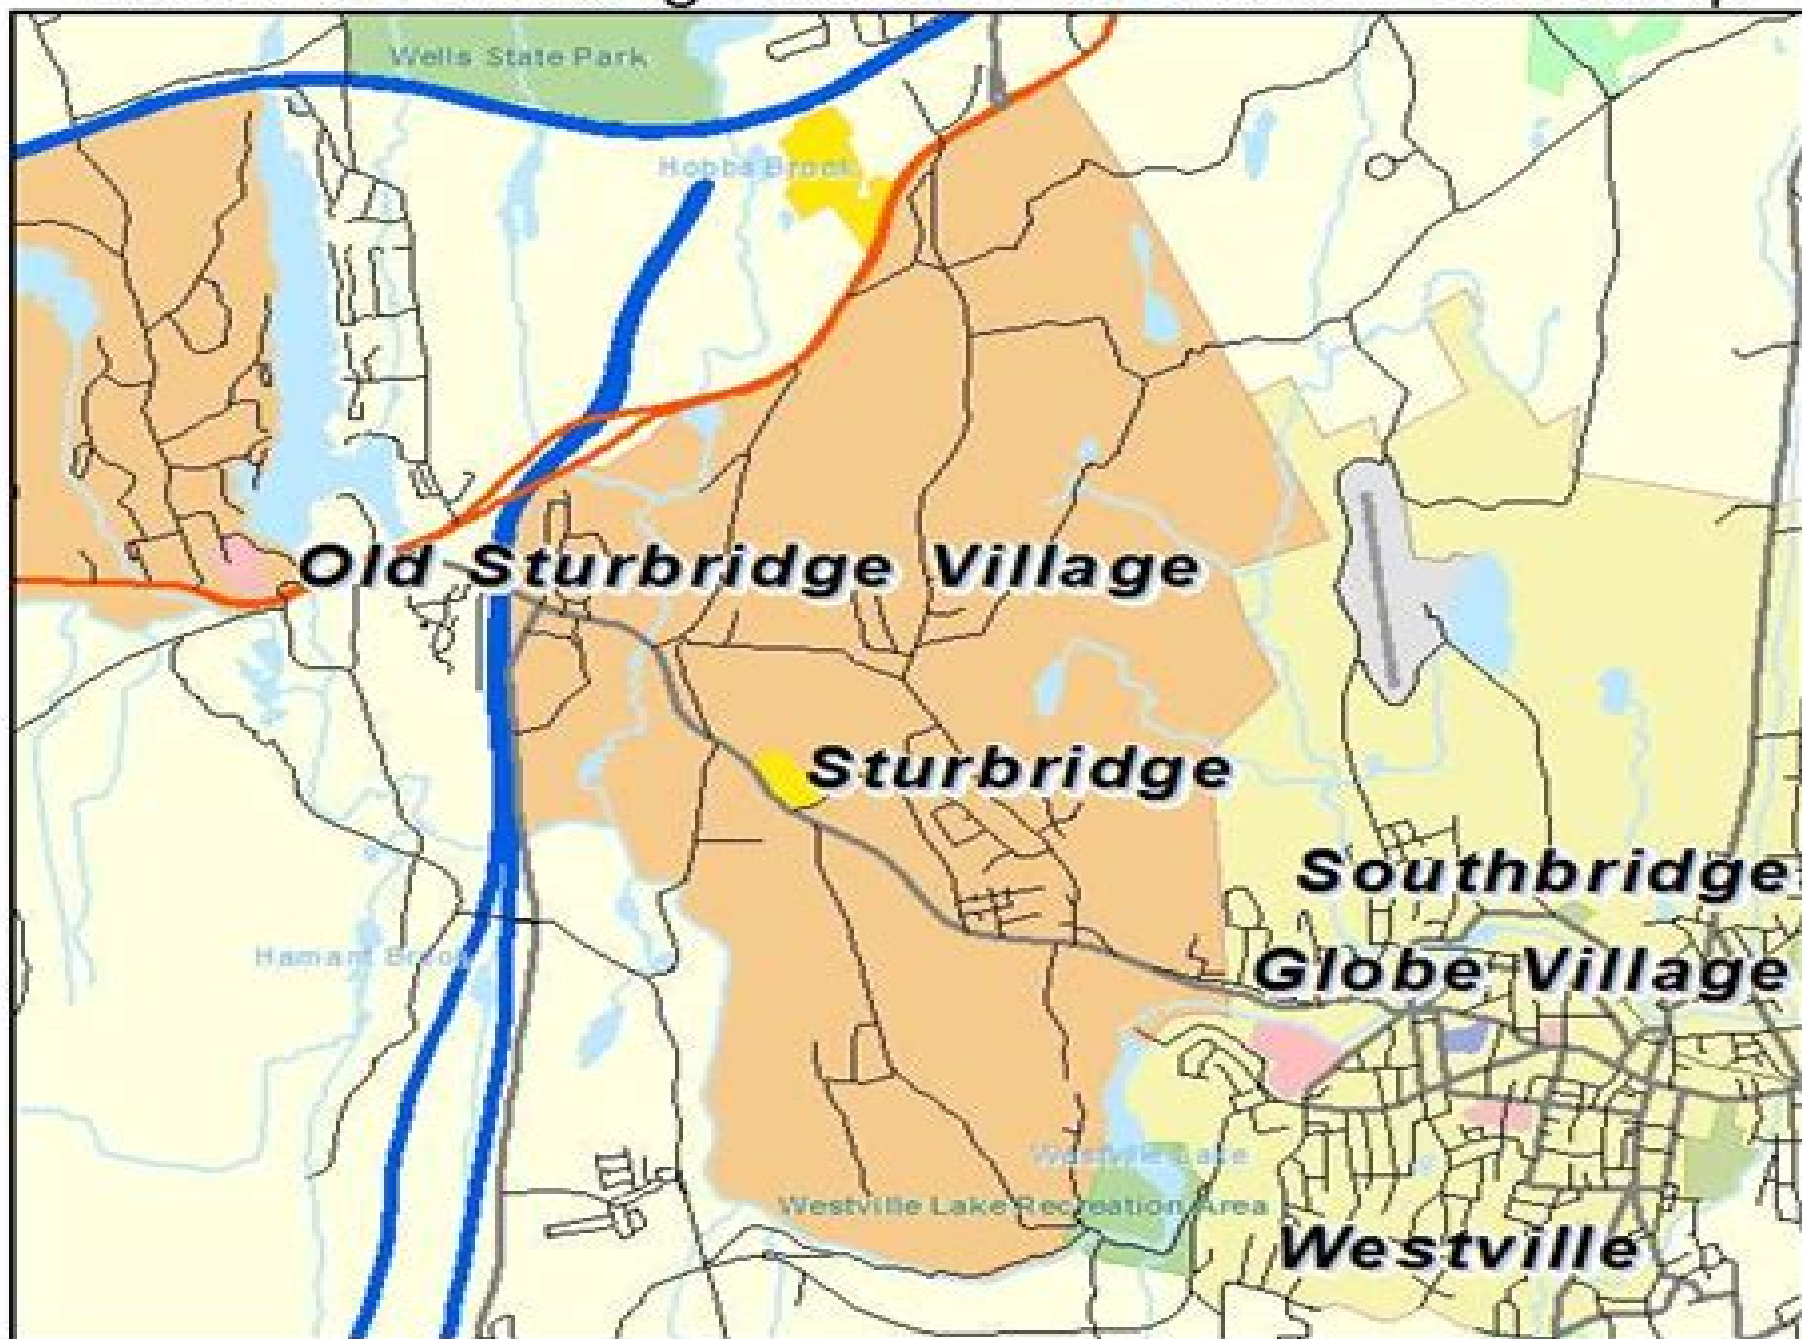 Wells State Park
Hobbs Brook
Old Sturbridge Village
Sturbridge
Southbridge
Hamant Brook
Globe Village
Westville Lake
Westville Lake Recreation Area
Westville